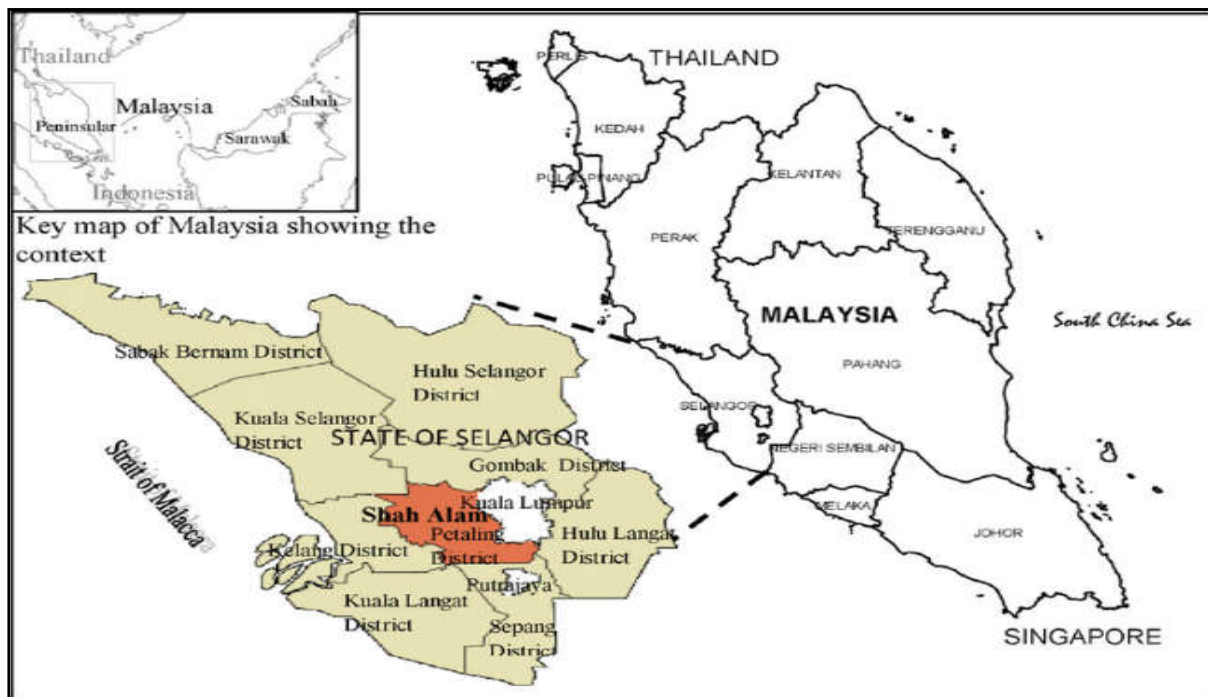 Thailand
Malaysia
Sabah
Peninsular
Sarawak
Indonesia
Key map of Malaysia showing the
context
THAILAND
PERLIS
KEDAH
PULAU PINANG
KELANTAN
PERAK
TERENGGANU
MALAYSIA
South China Sea
PAHANG
SELANGOR
NEGERI SEMBILAN
MELAKA
JOHOR
SINGAPORE
Sabak Bernam District
Hulu Selangor
District
Kuala Selangor
District
STATE OF SELANGOR
Gombak District
Kuala Lumpur
Shah Alam
Petaling
District
Hulu Langat
District
Kelang District
Putrajaya
Kuala Langat
District
Sepang
District
Strait of Malacca